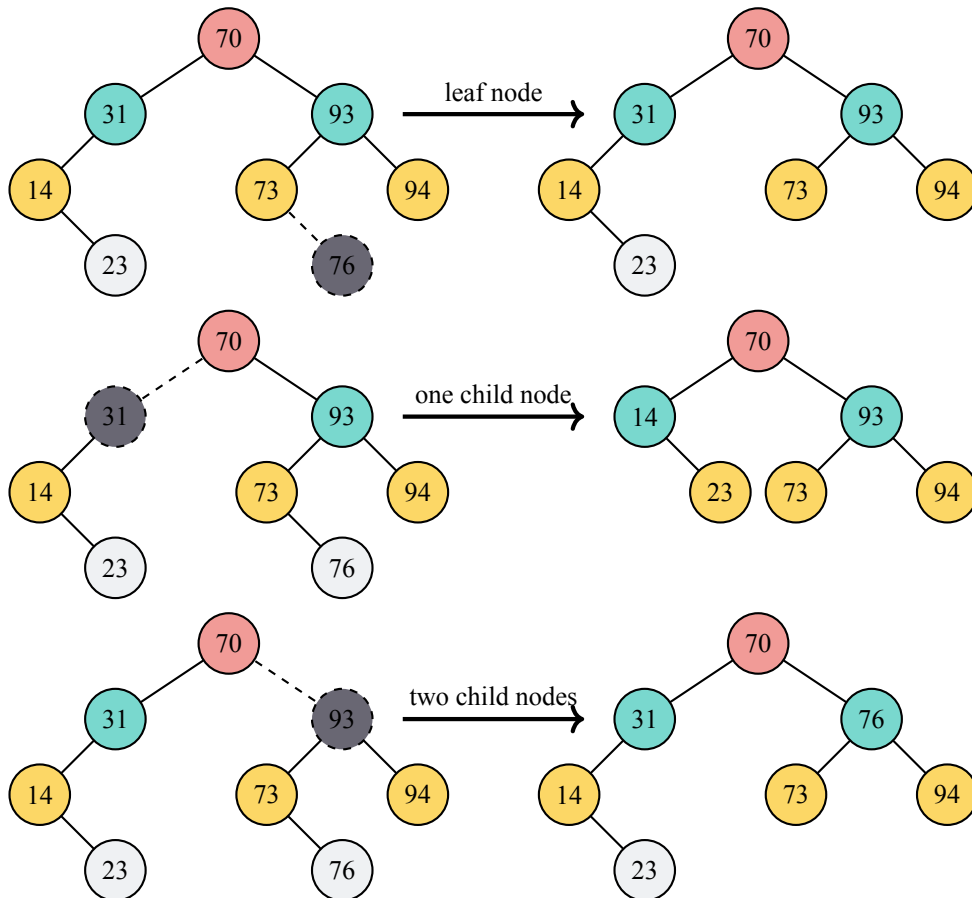 70 70
31 93 leaf node 31 93
14 73 94 14 73 94
23 76 23
70 70
31 93 one child node 14 93
14 73 94 23 73 94
23 76
70 70
31 93 two child nodes 31 76
14 73 94 14 73 94
23 76 23